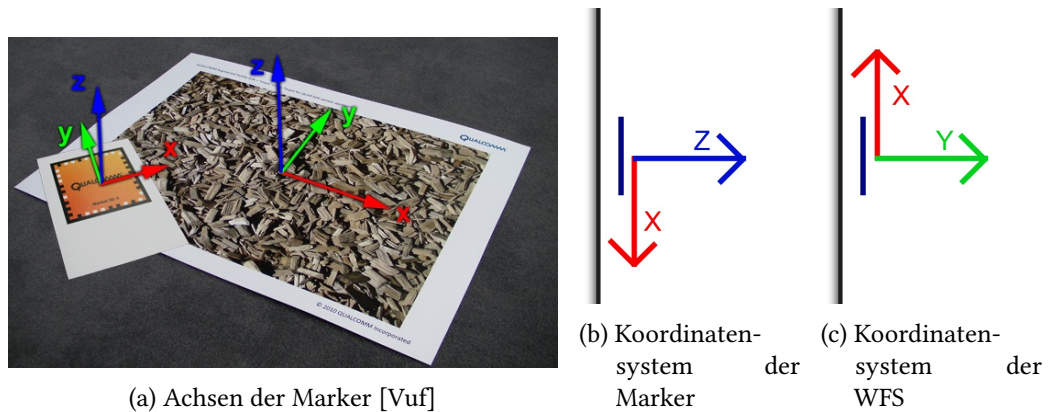 z
y
x
QUALCOMM
z
y
x
QUALCOMM
© 2010 QUALCOMM Incorporated
(a) Achsen der Marker [Vuf]
Z
X
(b) Koordinaten-
system der
Marker
X
Y
(c) Koordinaten-
system der
WFS